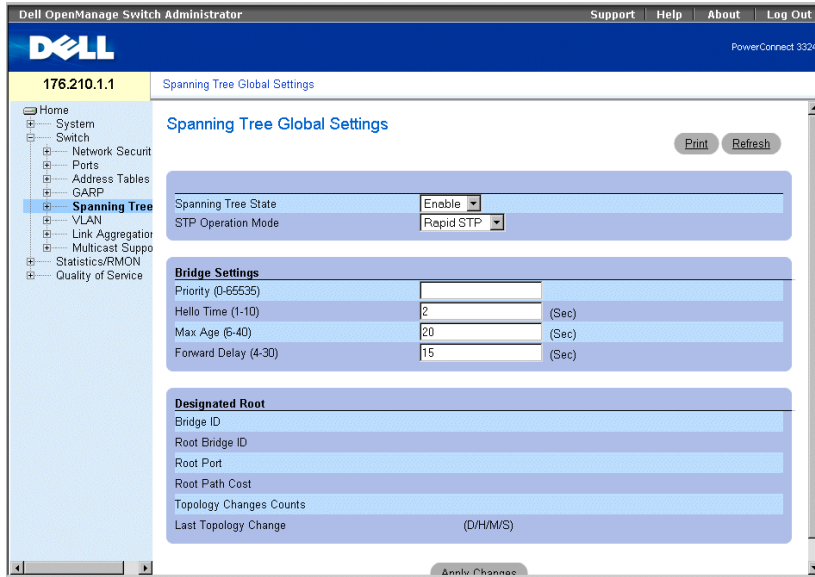 Dell OpenManage Switch Administrator
Support Help About Log Out
DELL
PowerConnect 3324
176.210.1.1
Spanning Tree Global Settings
Home
System
Switch
Network Securit
Ports
Address Tables
GARP
Spanning Tree
VLAN
Link Aggregation
Multicast Suppo
Statistics/RMON
Quality of Service
Spanning Tree Global Settings
Print Refresh
Spanning Tree State Enable
STP Operation Mode Rapid STP
Bridge Settings
Priority (0-65535)
Hello Time (1-10) 2 (Sec)
Max Age (6-40) 20 (Sec)
Forward Delay (4-30) 15 (Sec)
Designated Root
Bridge ID
Root Bridge ID
Root Port
Root Path Cost
Topology Changes Counts
Last Topology Change (D/H/M/S)
Apply Changes